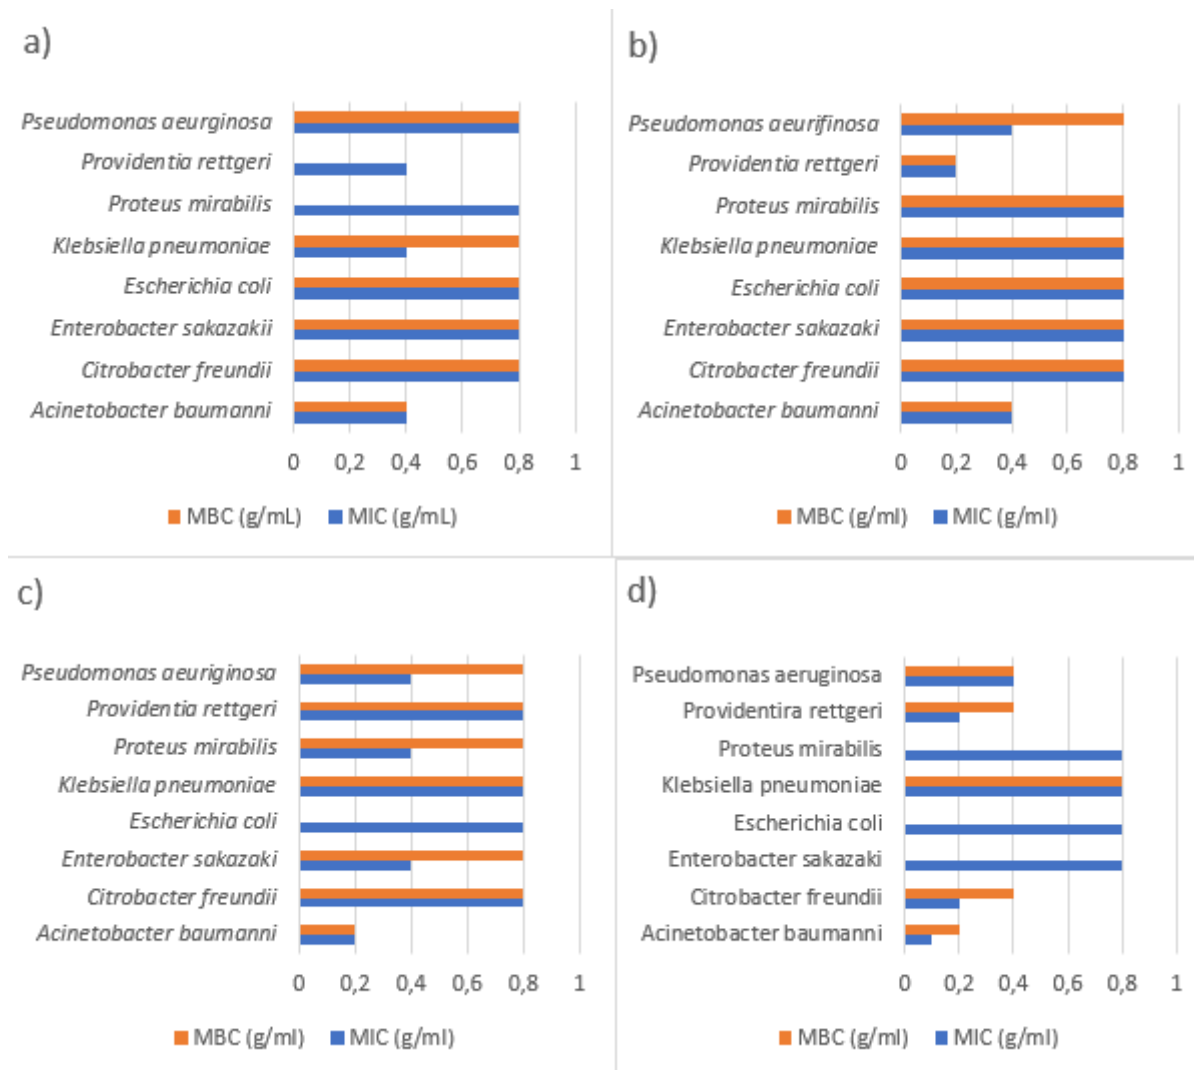 a)
Pseudomonas aeurginosa
Providentia rettgeri
Proteus mirabilis
Klebsiella pneumoniae
Escherichia coli
Enterobacter sakazakii
Citrobacter freundii
Acinetobacter baumanni
0 0,2 0,4 0,6 0,8 1
MBC (g/mL) MIC (g/mL)
b)
Pseudomonas aeurifinosa
Providentia rettgeri
Proteus mirabilis
Klebsiella pneumoniae
Escherichia coli
Enterobacter sakazaki
Citrobacter freundii
Acinetobacter baumanni
0 0,2 0,4 0,6 0,8 1
MBC (g/ml) MIC (g/ml)
c)
Pseudomonas aeuriginosa
Providentia rettgeri
Proteus mirabilis
Klebsiella pneumoniae
Escherichia coli
Enterobacter sakazaki
Citrobacter freundii
Acinetobacter baumanni
0 0,2 0,4 0,6 0,8 1
MBC (g/ml) MIC (g/ml)
d)
Pseudomonas aeruginosa
Providentira rettgeri
Proteus mirabilis
Klebsiella pneumoniae
Escherichia coli
Enterobacter sakazaki
Citrobacter freundii
Acinetobacter baumanni
0 0,2 0,4 0,6 0,8 1
MBC (g/ml) MIC (g/ml)